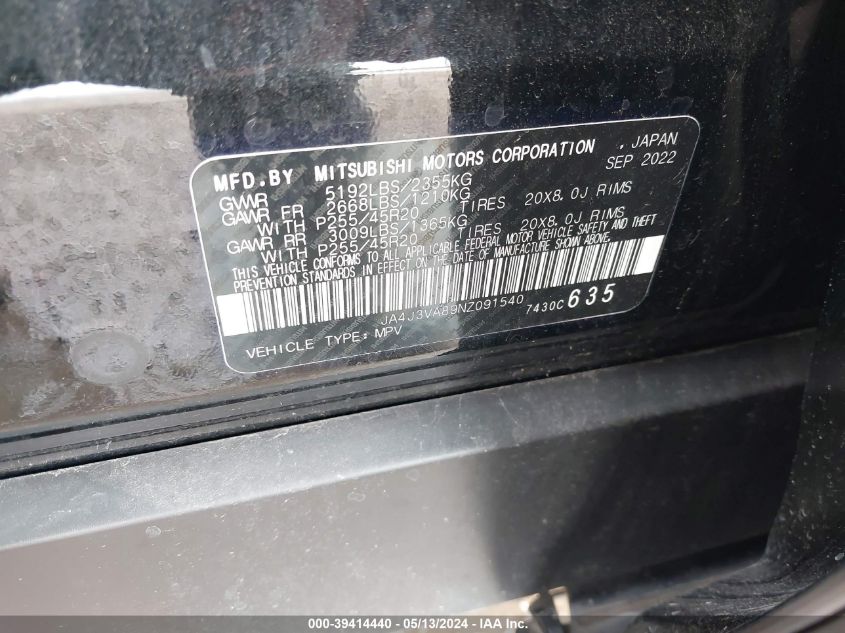 MFD.BY MITSUBISHI MOTORS CORPORATION , JAPAN
SEP 2022
GVWR 5192LBS/2355KG
GAWR FR 2668LBS/1210KG
WITH P255/45R20 TIRES 20X8.0J RIMS
GAWR RR 3009LBS/1365KG
WITH P255/45R20 TIRES 20X8.0J RIMS
THIS VEHICLE CONFORMS TO ALL APPLICABLE FEDERAL MOTOR VEHICLE SAFETY AND THEFT
PREVENTION STANDARDS IN EFFECT ON THE DATE OF MANUFACTURE SHOWN ABOVE.
JA4J3VA89NZ091540 7430C635
VEHICLE TYPE: MPV
000-39414440 - 05/13/2024 - IAA Inc.